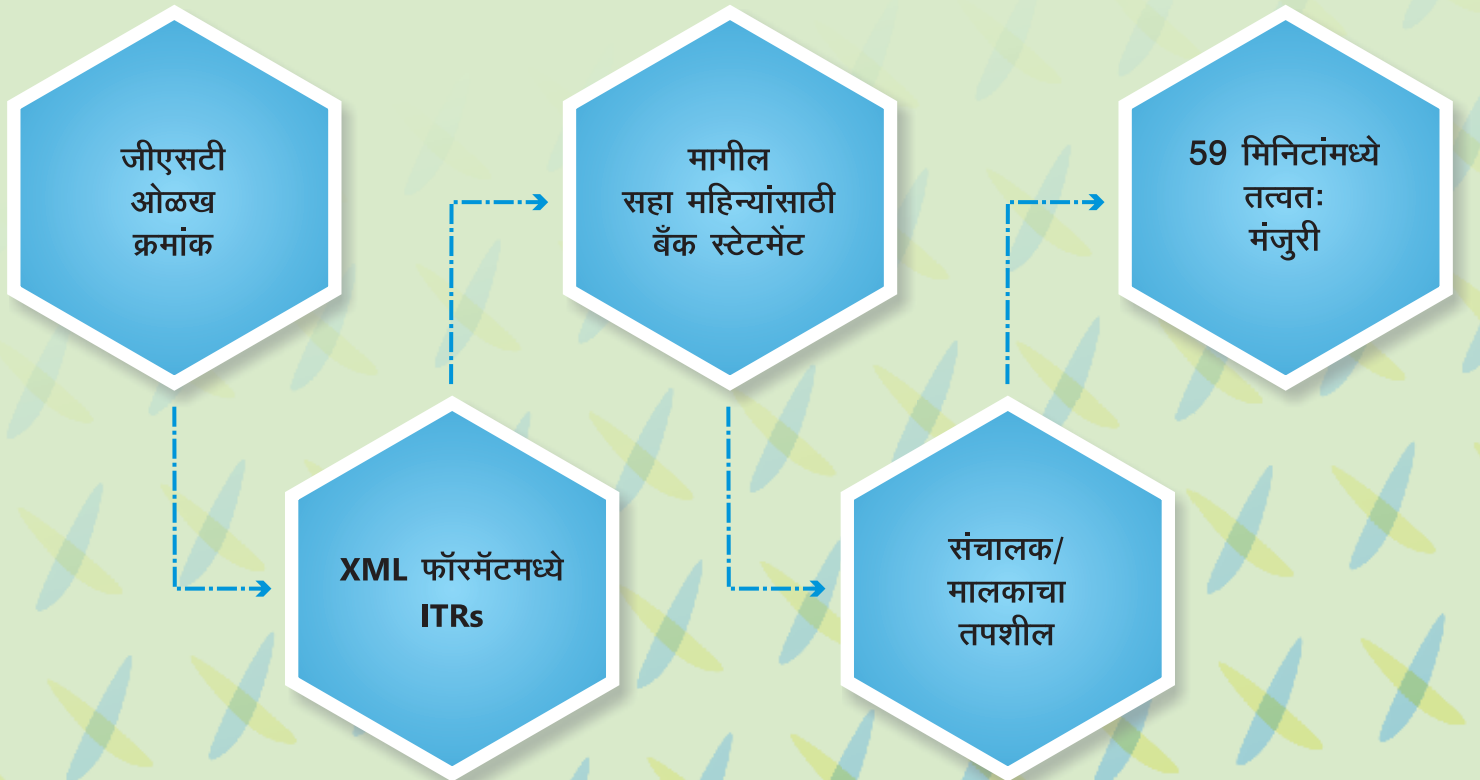 जीएसटी
ओळख
क्रमांक
XML फॉरमॅटमध्ये
ITRs
मागील
सहा महिन्यांसाठी
बँक स्टेटमेंट
संचालक/
मालकाचा
तपशील
59 मिनिटांमध्ये
तत्वतः
मंजुरी